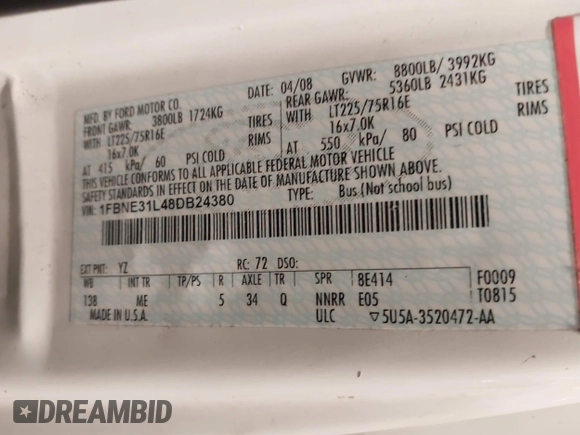 MFD. BY FORD MOTOR CO.
DATE: 04/08 GVWR: 8800LB/ 3992KG
FRONT GAWR: 3800LB 1724KG
REAR GAWR: 5360LB 2431KG
WITH LT225/75R16E TIRES
WITH LT225/75R16E TIRES
16x7.0K RIMS
16x7.0K RIMS
AT 415 kPa/ 60 PSI COLD
AT 550 kPa/ 80 PSI COLD
THIS VEHICLE CONFORMS TO ALL APPLICABLE FEDERAL MOTOR VEHICLE
SAFETY STANDARDS IN EFFECT ON THE DATE OF MANUFACTURE SHOWN ABOVE.
VIN: 1FBNE31L48DB24380
TYPE: Bus (Not school bus)
EXT PNT: YZ RC: 72 DSO:
WB INT TR TP/PS R AXLE TR SPR 8E414 F0009
138 ME 5 34 Q NNRR E05 T0815
MADE IN U.S.A. ULC ▽5U5A-3520472-AA
DREAMBID